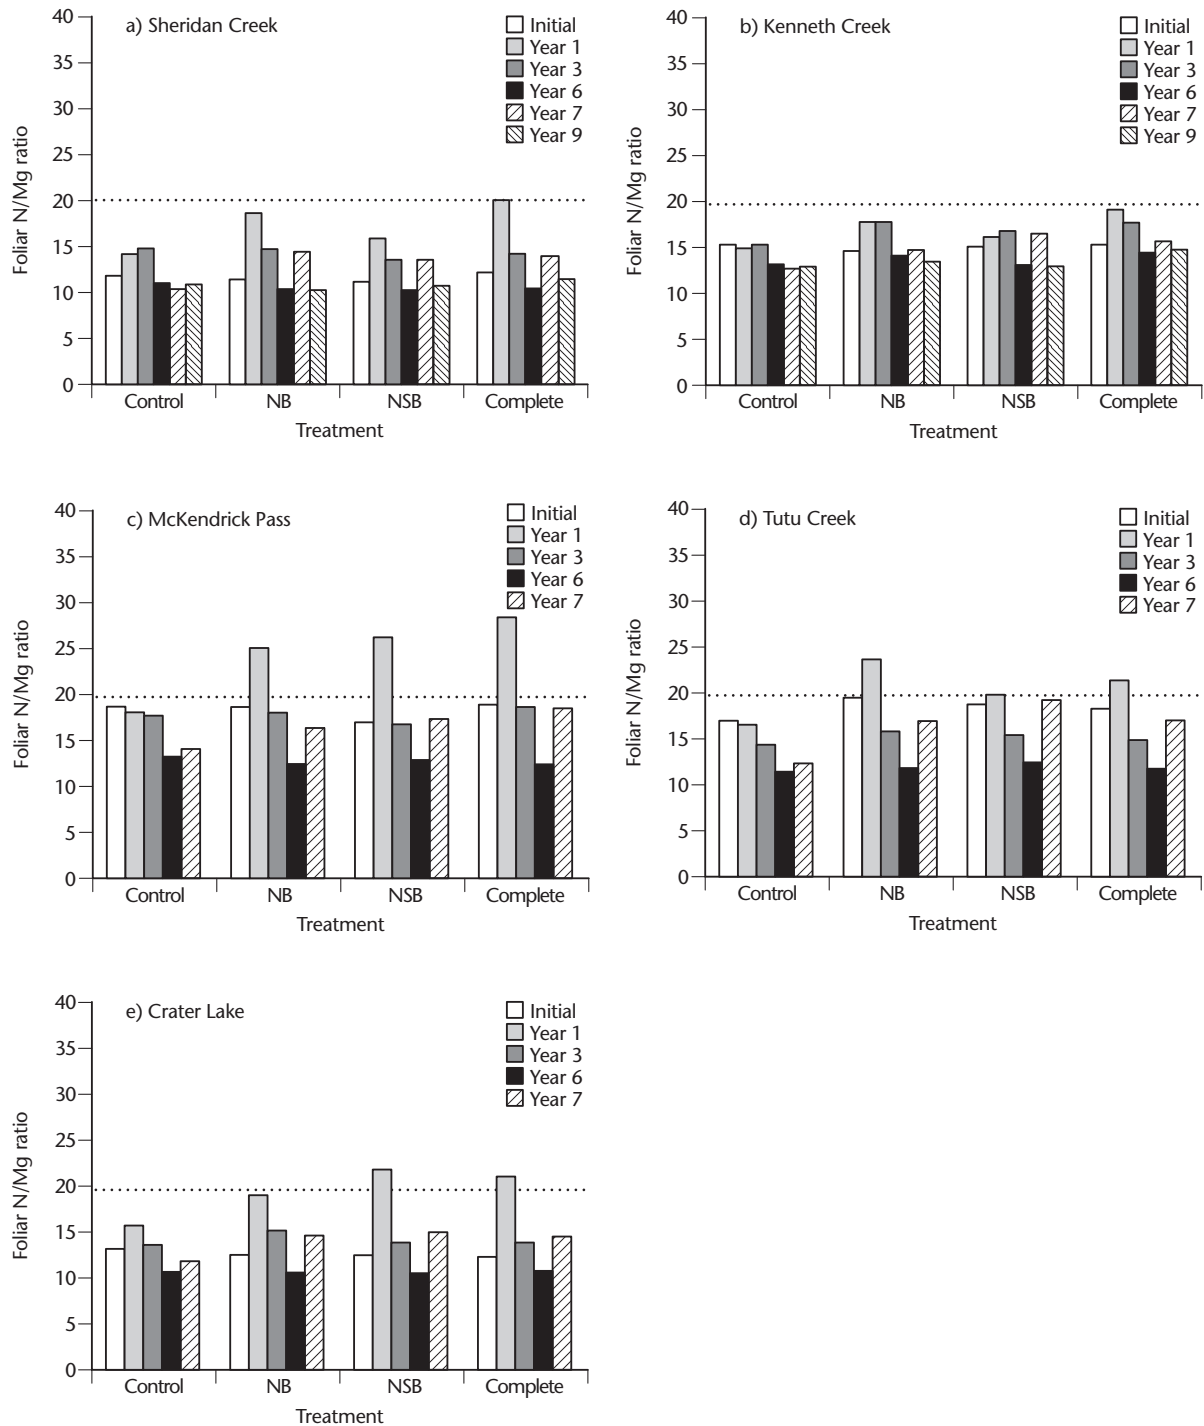 a) Sheridan Creek
Foliar N/Mg ratio
40
35
30
25
20
15
10
5
0
Initial
Year 1
Year 3
Year 6
Year 7
Year 9
Control NB NSB Complete
Treatment
b) Kenneth Creek
Foliar N/Mg ratio
40
35
30
25
20
15
10
5
0
Initial
Year 1
Year 3
Year 6
Year 7
Year 9
Control NB NSB Complete
Treatment
c) McKendrick Pass
Foliar N/Mg ratio
40
35
30
25
20
15
10
5
0
Initial
Year 1
Year 3
Year 6
Year 7
Control NB NSB Complete
Treatment
d) Tutu Creek
Foliar N/Mg ratio
40
35
30
25
20
15
10
5
0
Initial
Year 1
Year 3
Year 6
Year 7
Control NB NSB Complete
Treatment
e) Crater Lake
Foliar N/Mg ratio
40
35
30
25
20
15
10
5
0
Initial
Year 1
Year 3
Year 6
Year 7
Control NB NSB Complete
Treatment